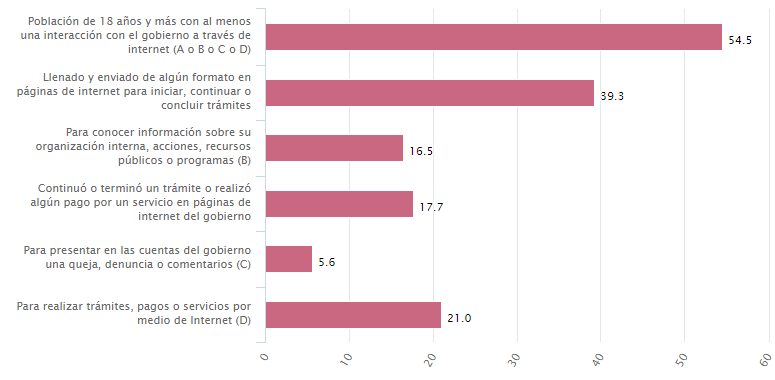 Población de 18 años y más con al menos
una interacción con el gobierno a través de
internet (A o B o C o D)
54.5
Llenado y enviado de algún formato en
páginas de internet para iniciar, continuar o
concluir trámites
39.3
Para conocer información sobre su
organización interna, acciones, recursos
públicos o programas (B)
16.5
Continuó o terminó un trámite o realizó
algún pago por un servicio en páginas de
internet del gobierno
17.7
Para presentar en las cuentas del gobierno
una queja, denuncia o comentarios (C)
5.6
Para realizar trámites, pagos o servicios por
medio de Internet (D)
21.0
0 10 20 30 40 50 60